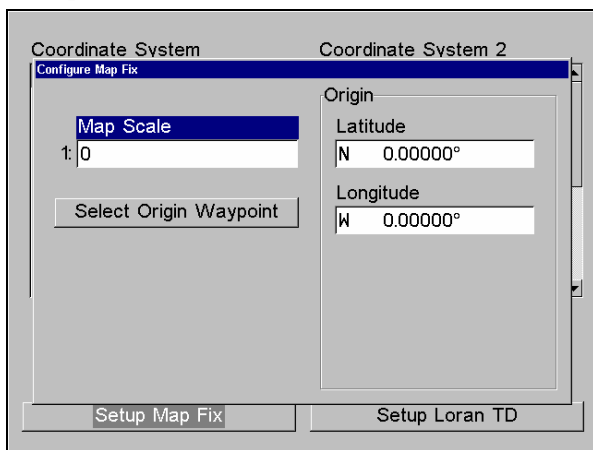 Coordinate System
Coordinate System 2
Configure Map Fix
Map Scale
1: 0
Select Origin Waypoint
Origin
Latitude
N 0.00000°
Longitude
W 0.00000°
Setup Map Fix
Setup Loran TD